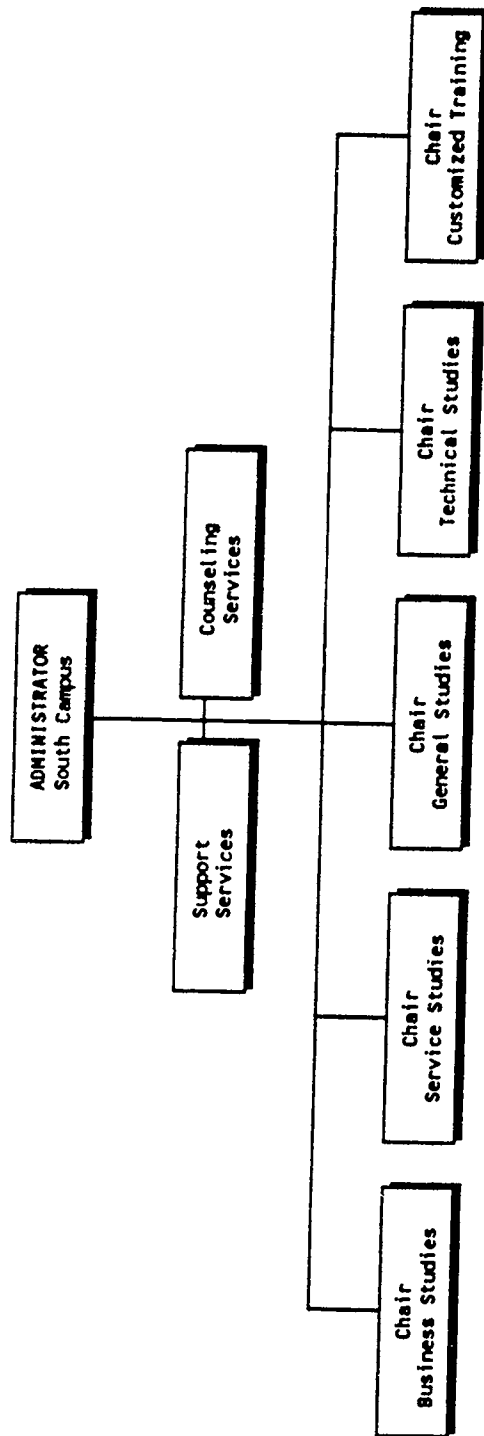 ADMINISTRATOR
South Campus
Support
Services
Counseling
Services
Chair
Business Studies
Chair
Service Studies
Chair
General Studies
Chair
Technical Studies
Chair
Customized Training